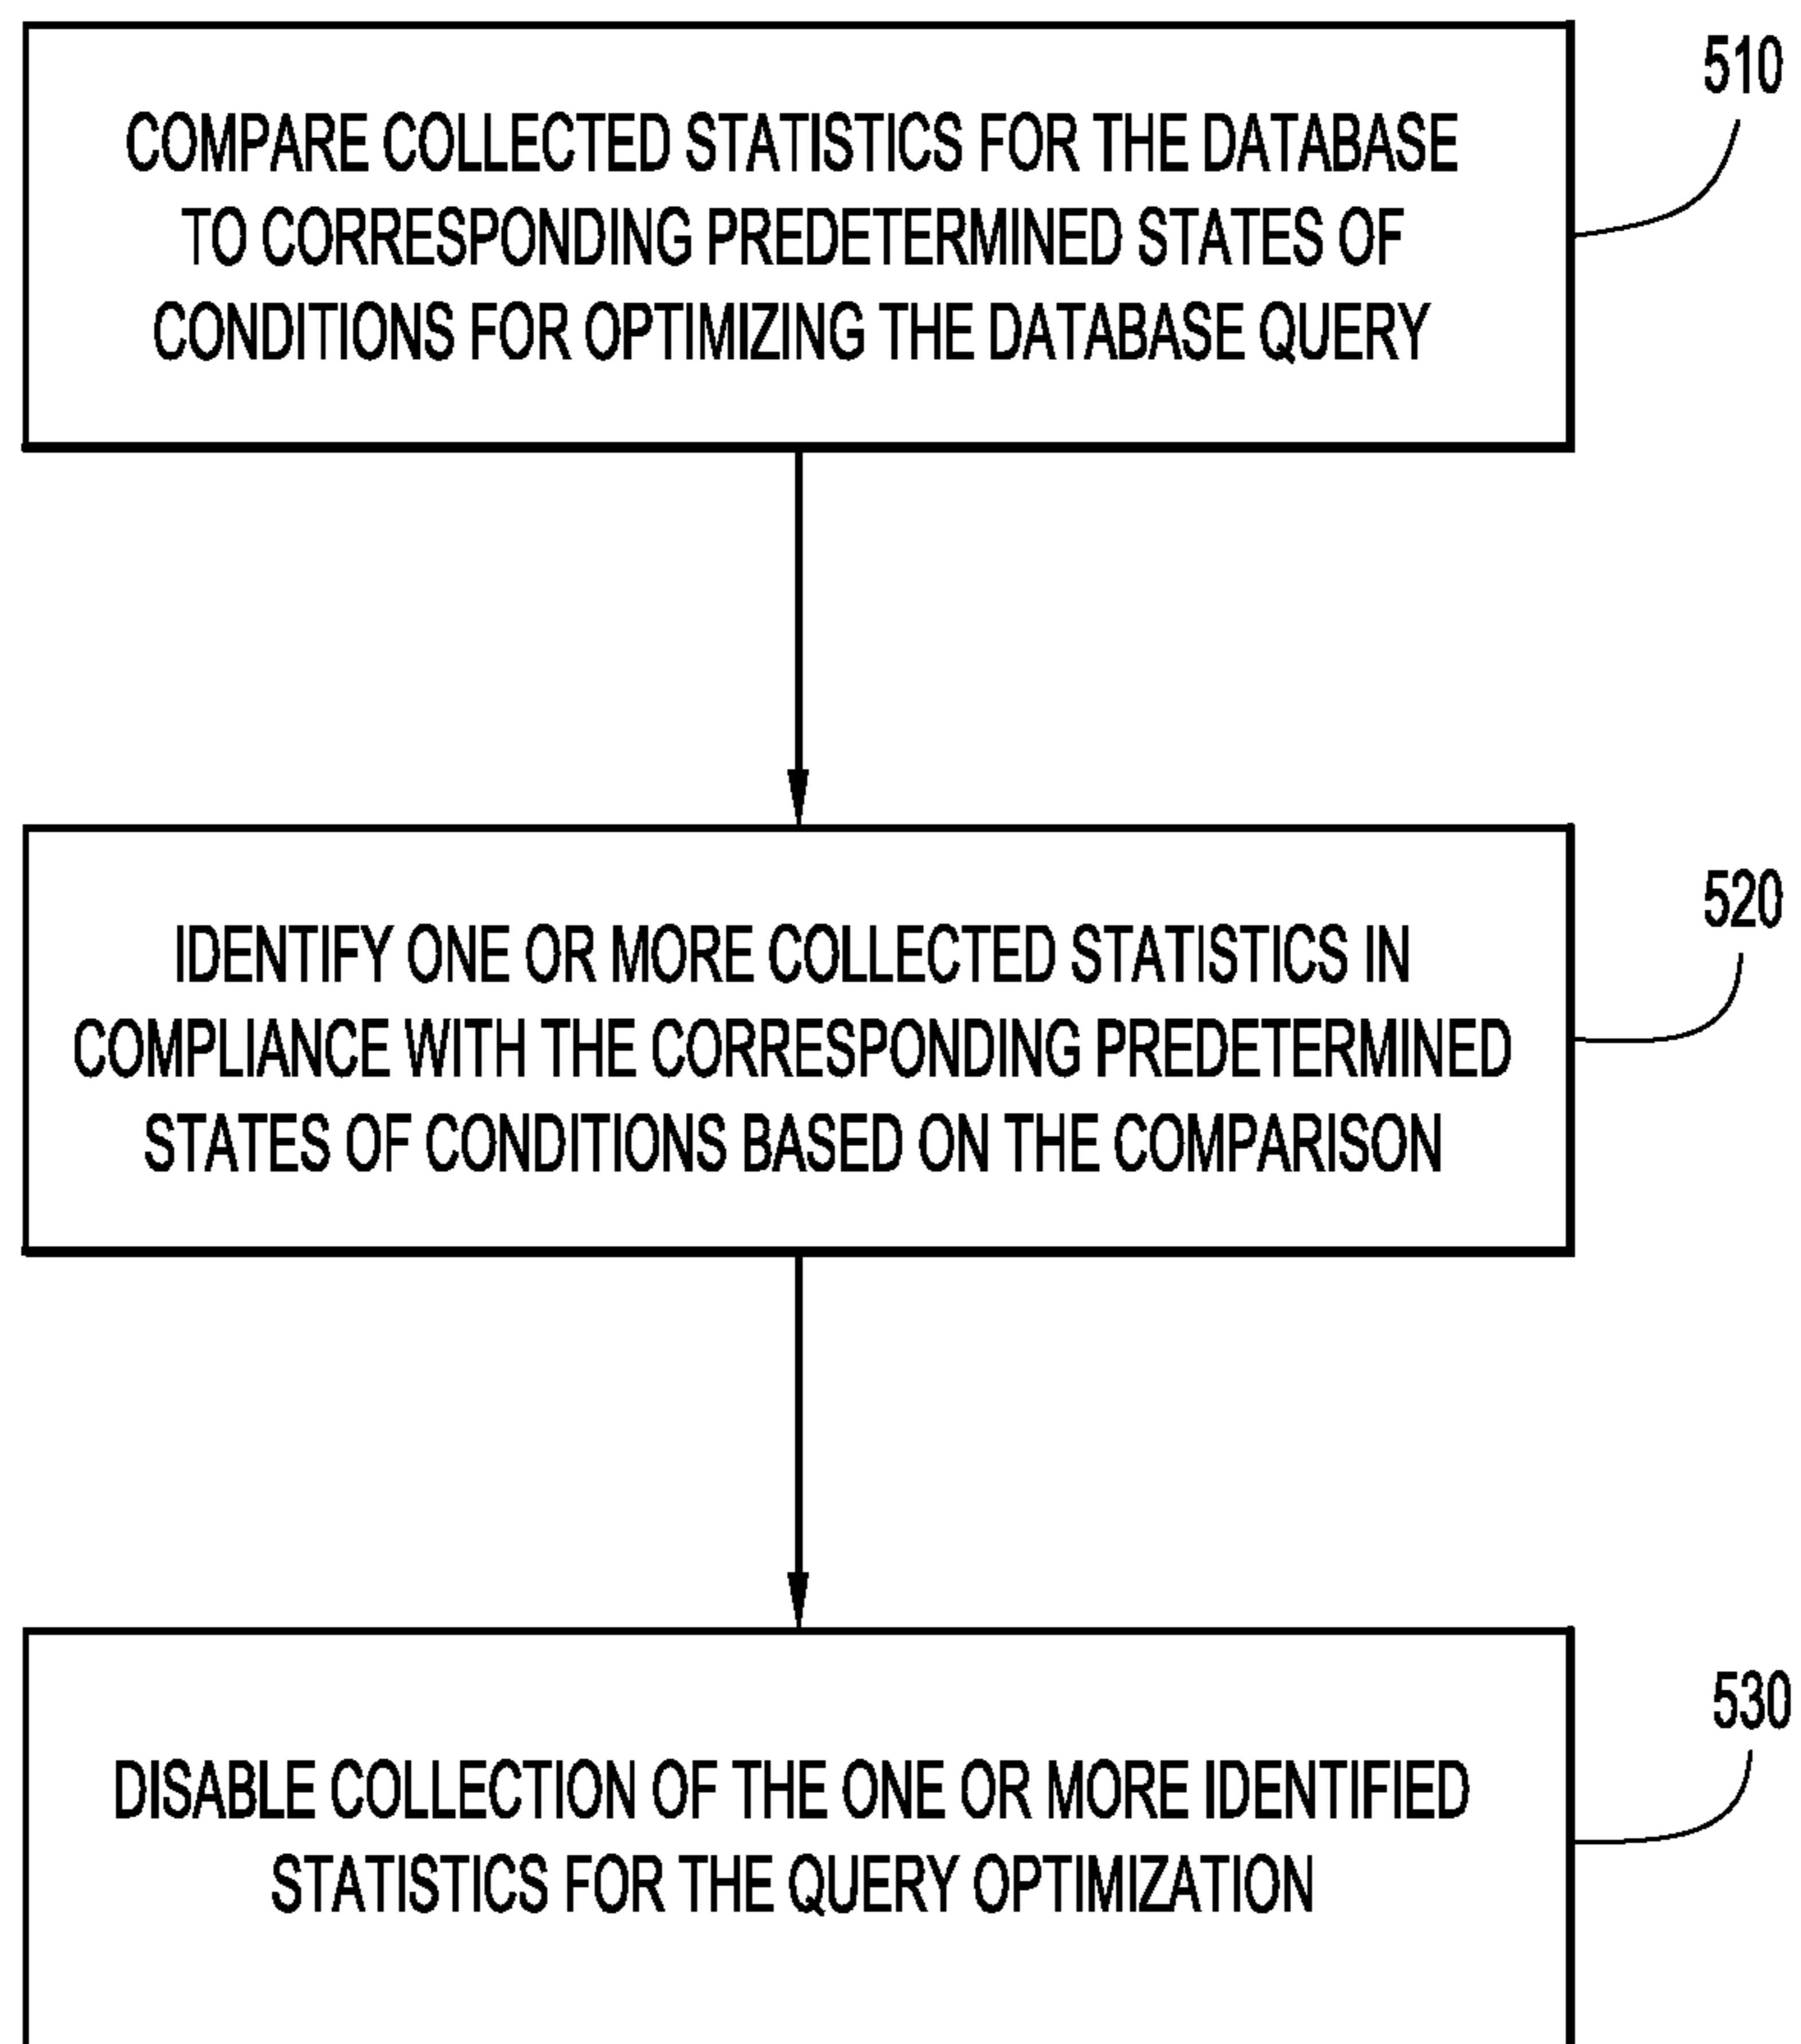 510
COMPARE COLLECTED STATISTICS FOR THE DATABASE
TO CORRESPONDING PREDETERMINED STATES OF
CONDITIONS FOR OPTIMIZING THE DATABASE QUERY
520
IDENTIFY ONE OR MORE COLLECTED STATISTICS IN
COMPLIANCE WITH THE CORRESPONDING PREDETERMINED
STATES OF CONDITIONS BASED ON THE COMPARISON
530
DISABLE COLLECTION OF THE ONE OR MORE IDENTIFIED
STATISTICS FOR THE QUERY OPTIMIZATION